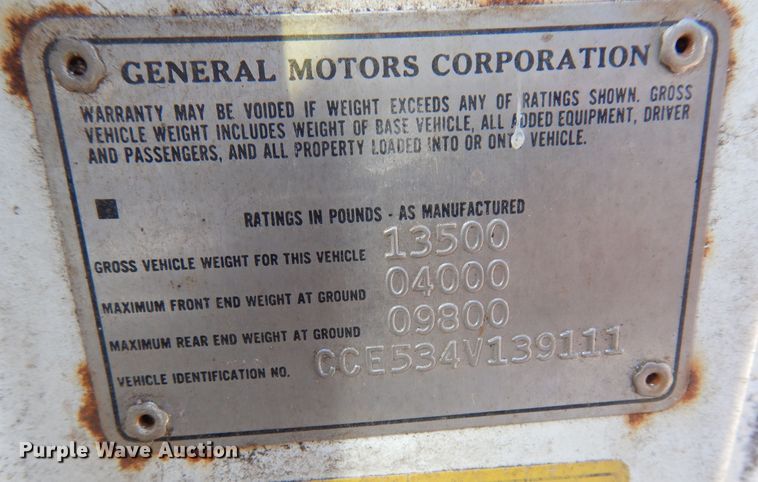 GENERAL MOTORS CORPORATION
WARRANTY MAY BE VOIDED IF WEIGHT EXCEEDS ANY OF RATINGS SHOWN. GROSS
VEHICLE WEIGHT INCLUDES WEIGHT OF BASE VEHICLE, ALL ADDED EQUIPMENT, DRIVER
AND PASSENGERS, AND ALL PROPERTY LOADED INTO OR ONTO VEHICLE.
RATINGS IN POUNDS - AS MANUFACTURED
GROSS VEHICLE WEIGHT FOR THIS VEHICLE 13500
MAXIMUM FRONT END WEIGHT AT GROUND 04000
MAXIMUM REAR END WEIGHT AT GROUND 09800
VEHICLE IDENTIFICATION NO. CCE534V139111
Purple Wave Auction